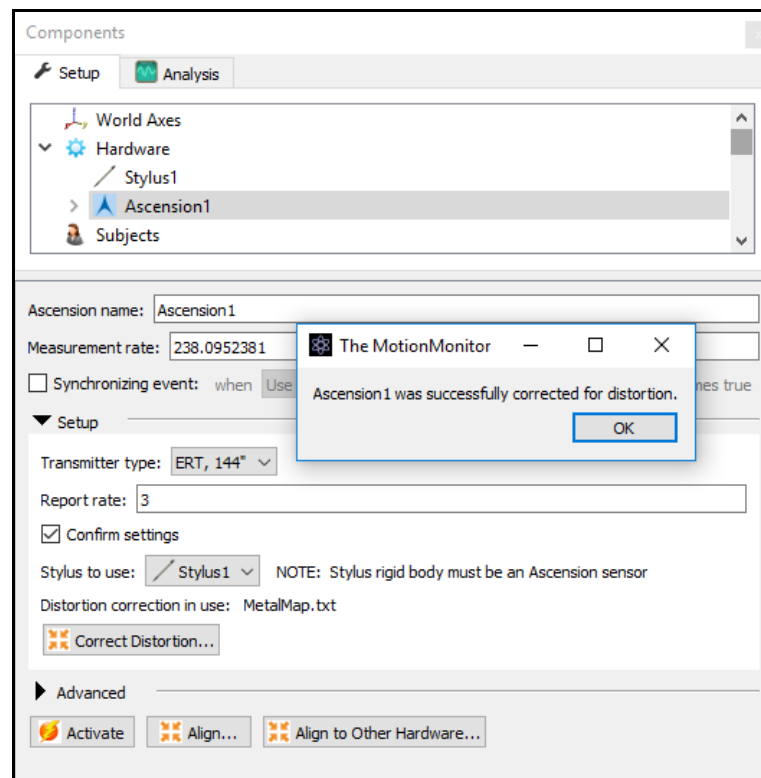 Components
Setup Analysis
World Axes
Hardware
Stylus1
Ascension1
Subjects
Ascension name: Ascension1
Measurement rate: 238.0952381
The MotionMonitor
Synchronizing event: when Use mes true
Ascension1 was successfully corrected for distortion.
OK
Setup
Transmitter type: ERT, 144"
Report rate: 3
Confirm settings
Stylus to use: Stylus1 NOTE: Stylus rigid body must be an Ascension sensor
Distortion correction in use: MetalMap.txt
Correct Distortion...
Advanced
Activate Align... Align to Other Hardware...